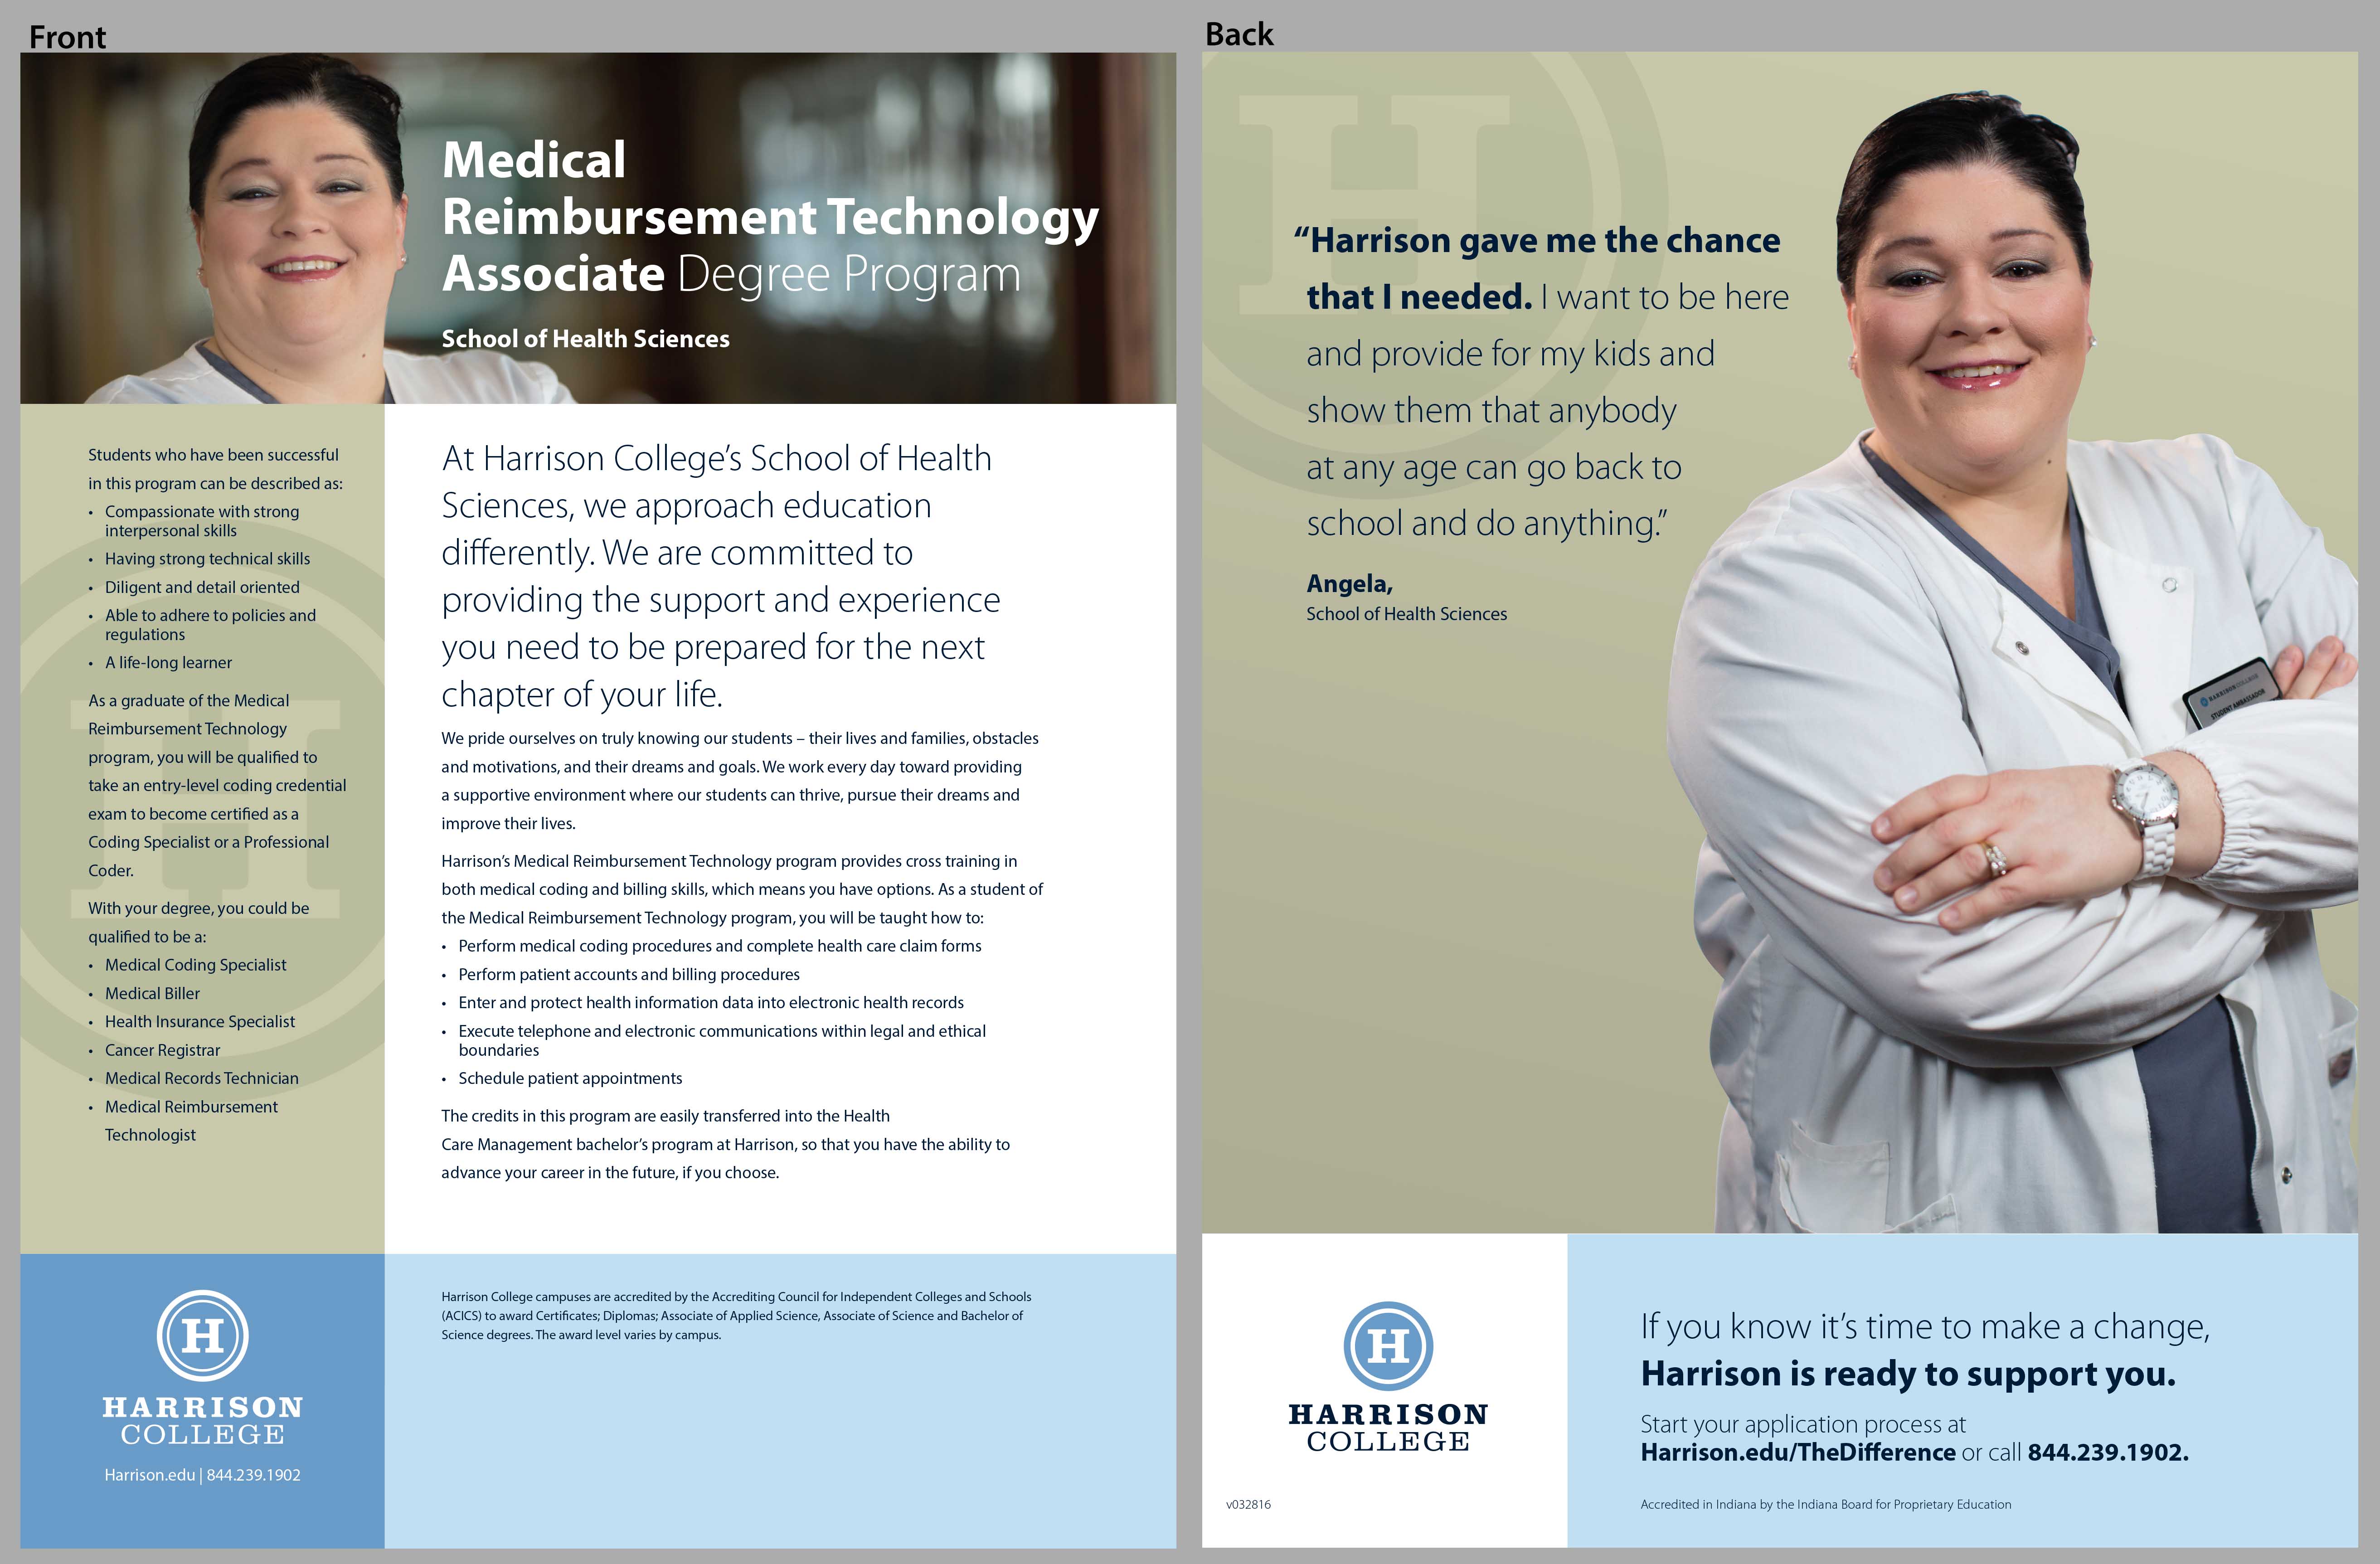 Front
Medical
Reimbursement Technology
Associate Degree Program
School of Health Sciences
Students who have been successful
in this program can be described as:
• Compassionate with strong
interpersonal skills
• Having strong technical skills
• Diligent and detail oriented
• Able to adhere to policies and
regulations
• A life-long learner
As a graduate of the Medical
Reimbursement Technology
program, you will be qualified to
take an entry-level coding credential
exam to become certified as a
Coding Specialist or a Professional
Coder.
With your degree, you could be
qualified to be a:
• Medical Coding Specialist
• Medical Biller
• Health Insurance Specialist
• Cancer Registrar
• Medical Records Technician
• Medical Reimbursement
Technologist
At Harrison College’s School of Health
Sciences, we approach education
differently. We are committed to
providing the support and experience
you need to be prepared for the next
chapter of your life.
We pride ourselves on truly knowing our students – their lives and families, obstacles
and motivations, and their dreams and goals. We work every day toward providing
a supportive environment where our students can thrive, pursue their dreams and
improve their lives.
Harrison’s Medical Reimbursement Technology program provides cross training in
both medical coding and billing skills, which means you have options. As a student of
the Medical Reimbursement Technology program, you will be taught how to:
• Perform medical coding procedures and complete health care claim forms
• Perform patient accounts and billing procedures
• Enter and protect health information data into electronic health records
• Execute telephone and electronic communications within legal and ethical
boundaries
• Schedule patient appointments
The credits in this program are easily transferred into the Health
Care Management bachelor’s program at Harrison, so that you have the ability to
advance your career in the future, if you choose.
H
HARRISON
COLLEGE
Harrison.edu | 844.239.1902
Harrison College campuses are accredited by the Accrediting Council for Independent Colleges and Schools
(ACICS) to award Certificates; Diplomas; Associate of Applied Science, Associate of Science and Bachelor of
Science degrees. The award level varies by campus.
Back
H
“Harrison gave me the chance
that I needed. I want to be here
and provide for my kids and
show them that anybody
at any age can go back to
school and do anything.”
Angela,
School of Health Sciences
HARRISON COLLEGE
STUDENT AMBASSADOR
H
HARRISON
COLLEGE
v032816
If you know it’s time to make a change,
Harrison is ready to support you.
Start your application process at
Harrison.edu/TheDifference or call 844.239.1902.
Accredited in Indiana by the Indiana Board for Proprietary Education